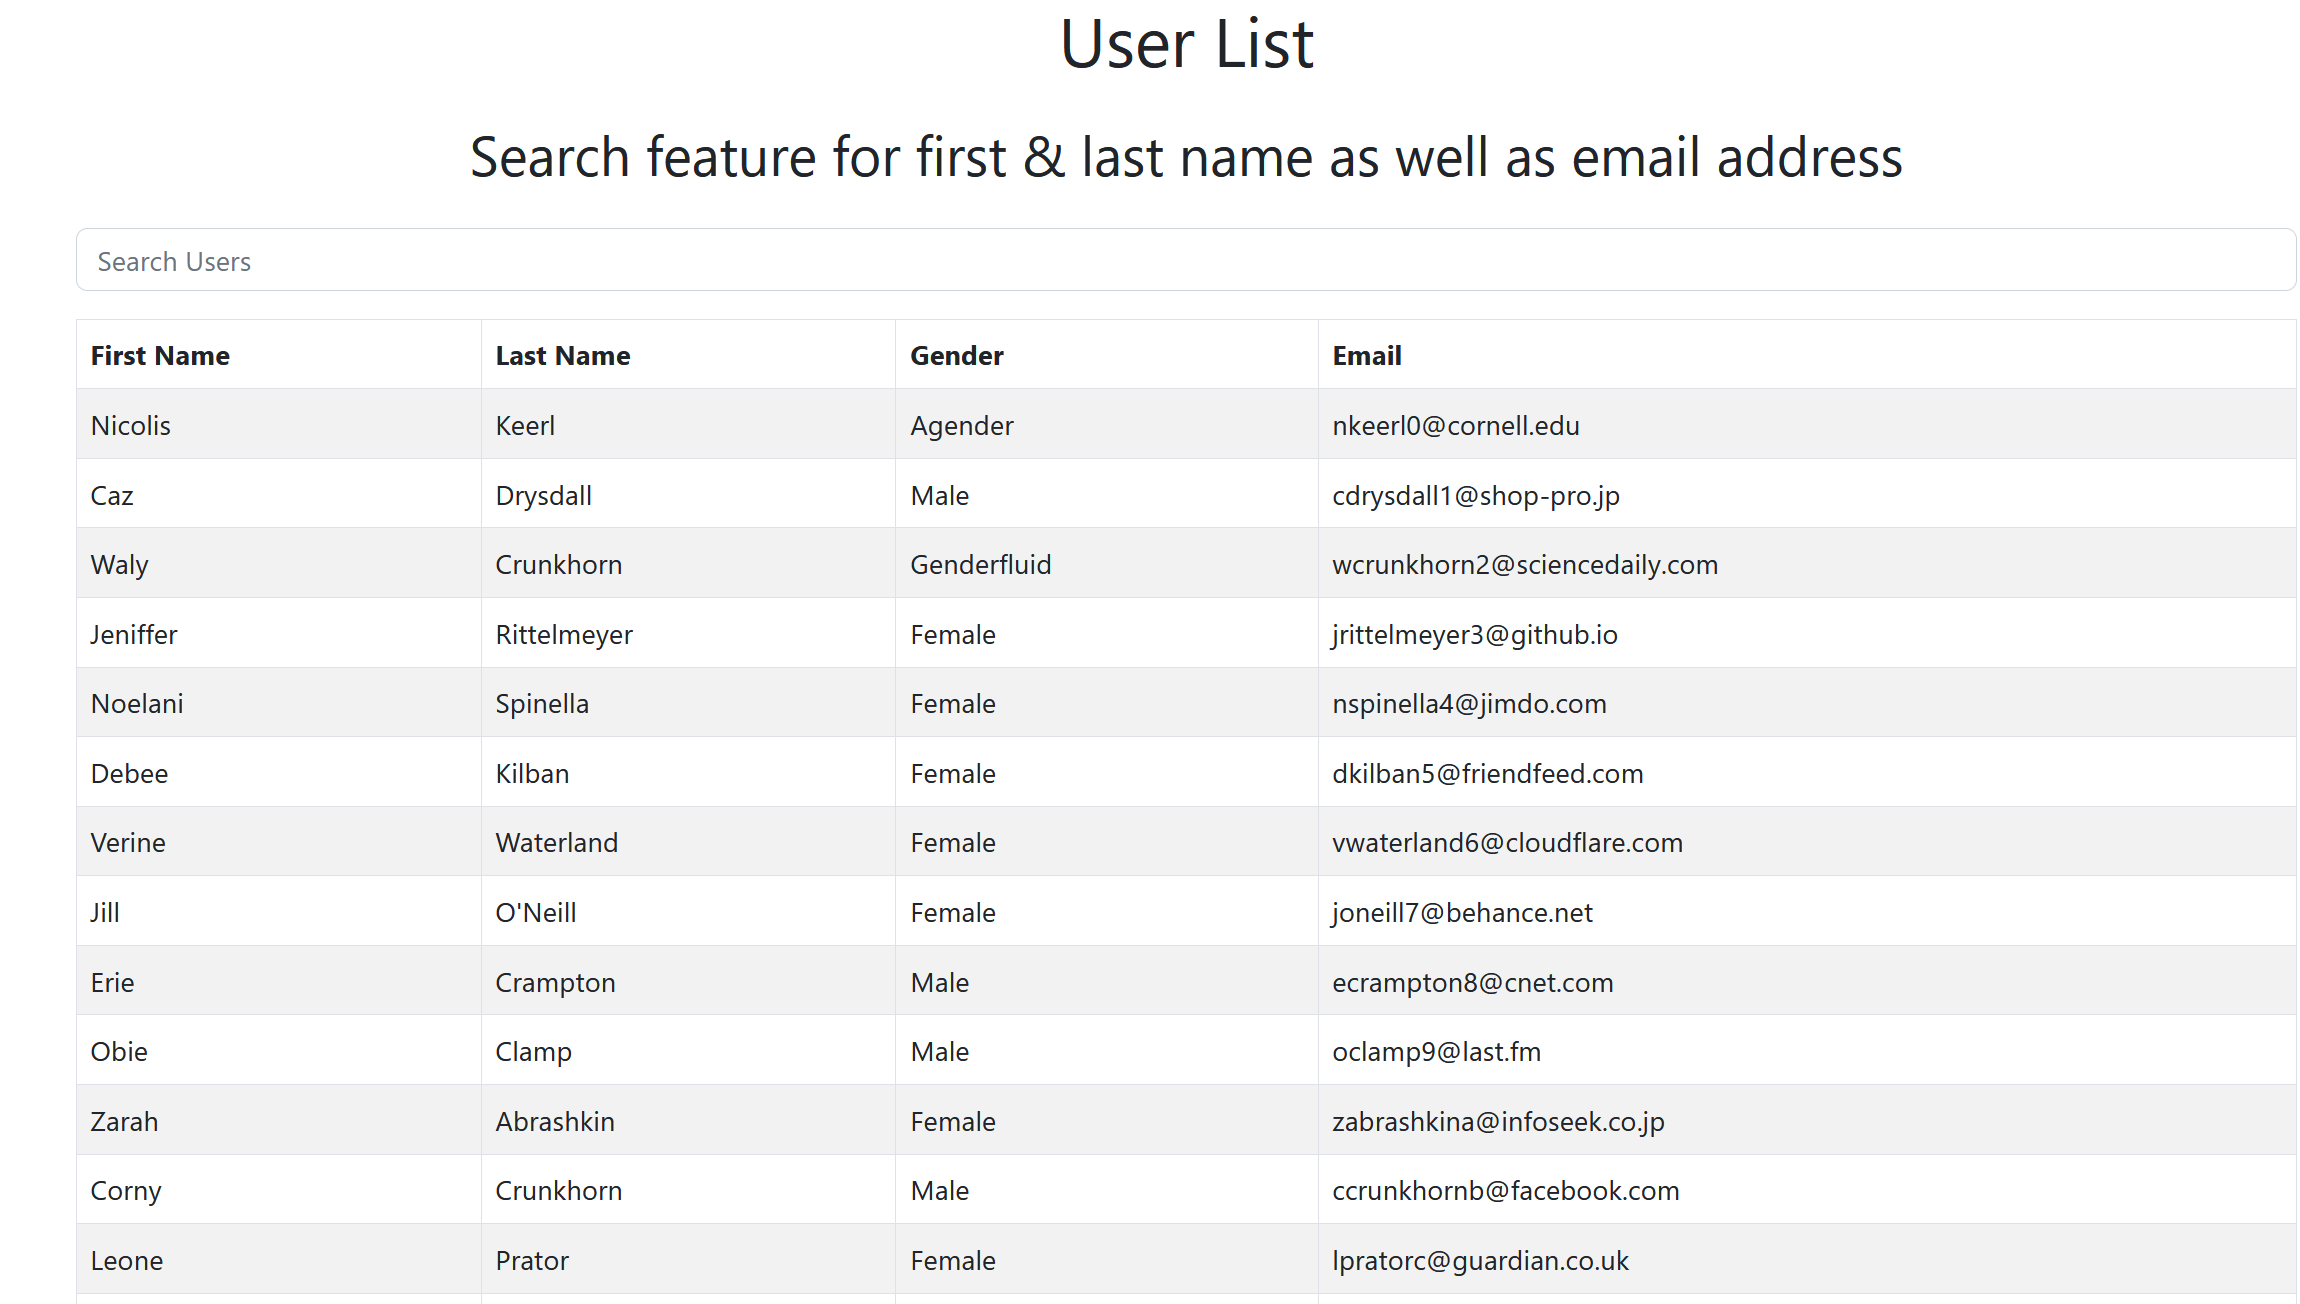 User List
Search feature for first & last name as well as email address
Search Users
First Name Last Name Gender Email
Nicolis Keerl Agender nkeerl0@cornell.edu
Caz Drysdall Male cdrysdall1@shop-pro.jp
Waly Crunkhorn Genderfluid wcrunkhorn2@sciencedaily.com
Jeniffer Rittelmeyer Female jrittelmeyer3@github.io
Noelani Spinella Female nspinella4@jimdo.com
Debee Kilban Female dkilban5@friendfeed.com
Verine Waterland Female vwaterland6@cloudflare.com
Jill O'Neill Female joneill7@behance.net
Erie Crampton Male ecrampton8@cnet.com
Obie Clamp Male oclamp9@last.fm
Zarah Abrashkin Female zabrashkina@infoseek.co.jp
Corny Crunkhorn Male ccrunkhornb@facebook.com
Leone Prator Female lpratorc@guardian.co.uk